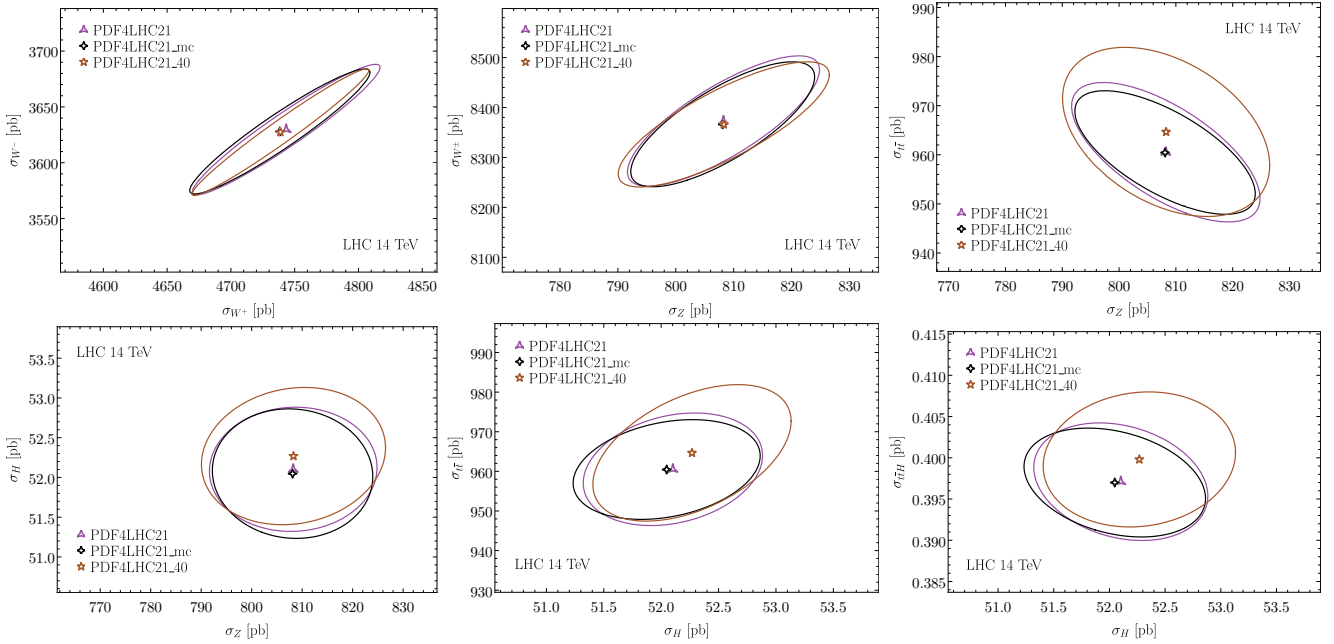 PDF4LHC21
PDF4LHC21_mc
PDF4LHC21_40
LHC 14 TeV
3700
3650
3600
3550
σ_{W^-} [pb]
4600 4650 4700 4750 4800 4850
σ_{W^+} [pb]
PDF4LHC21
PDF4LHC21_mc
PDF4LHC21_40
LHC 14 TeV
8500
8400
8300
8200
8100
σ_{W^±} [pb]
780 790 800 810 820 830
σ_Z [pb]
LHC 14 TeV
PDF4LHC21
PDF4LHC21_mc
PDF4LHC21_40
990
980
970
960
950
940
σ_{tt̄} [pb]
770 780 790 800 810 820 830
σ_Z [pb]
LHC 14 TeV
PDF4LHC21
PDF4LHC21_mc
PDF4LHC21_40
53.5
53.0
52.5
52.0
51.5
51.0
σ_H [pb]
770 780 790 800 810 820 830
σ_Z [pb]
PDF4LHC21
PDF4LHC21_mc
PDF4LHC21_40
LHC 14 TeV
990
980
970
960
950
940
930
σ_{tt̄} [pb]
51.0 51.5 52.0 52.5 53.0 53.5
σ_H [pb]
PDF4LHC21
PDF4LHC21_mc
PDF4LHC21_40
LHC 14 TeV
0.415
0.410
0.405
0.400
0.395
0.390
0.385
σ_{tt̄H} [pb]
51.0 51.5 52.0 52.5 53.0 53.5
σ_H [pb]